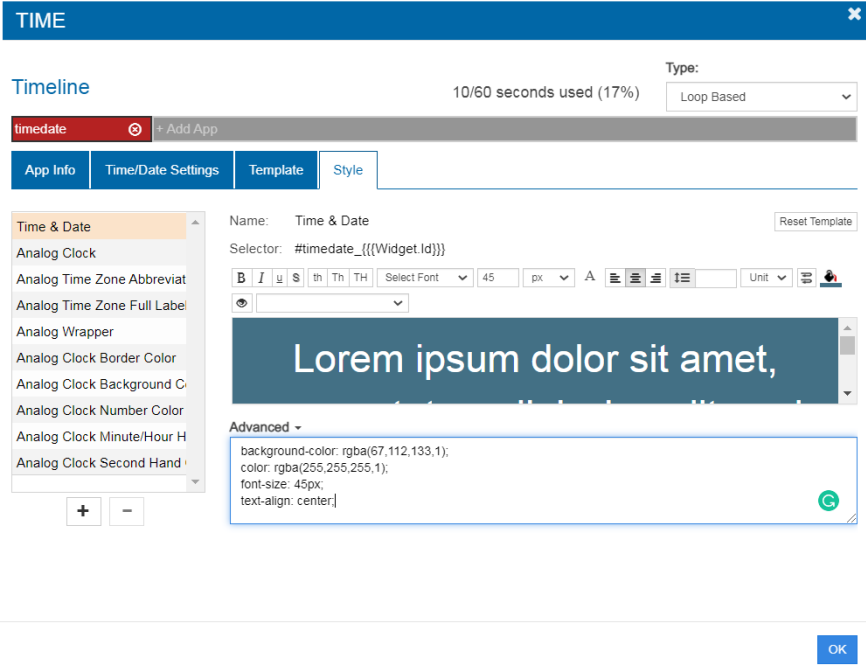 TIME
Timeline
10/60 seconds used (17%)
Type:
Loop Based
timedate
+ Add App
App Info
Time/Date Settings
Template
Style
Time & Date
Analog Clock
Analog Time Zone Abbreviat
Analog Time Zone Full Label
Analog Wrapper
Analog Clock Border Color
Analog Clock Background C
Analog Clock Number Color
Analog Clock Minute/Hour H
Analog Clock Second Hand
+
-
Name: Time & Date
Reset Template
Selector: #timedate_{{{Widget.Id}}}
B I u S th Th TH Select Font 45 px A Unit
Lorem ipsum dolor sit amet,
Advanced
background-color: rgba(67,112,133,1);
color: rgba(255,255,255,1);
font-size: 45px;
text-align: center;
OK